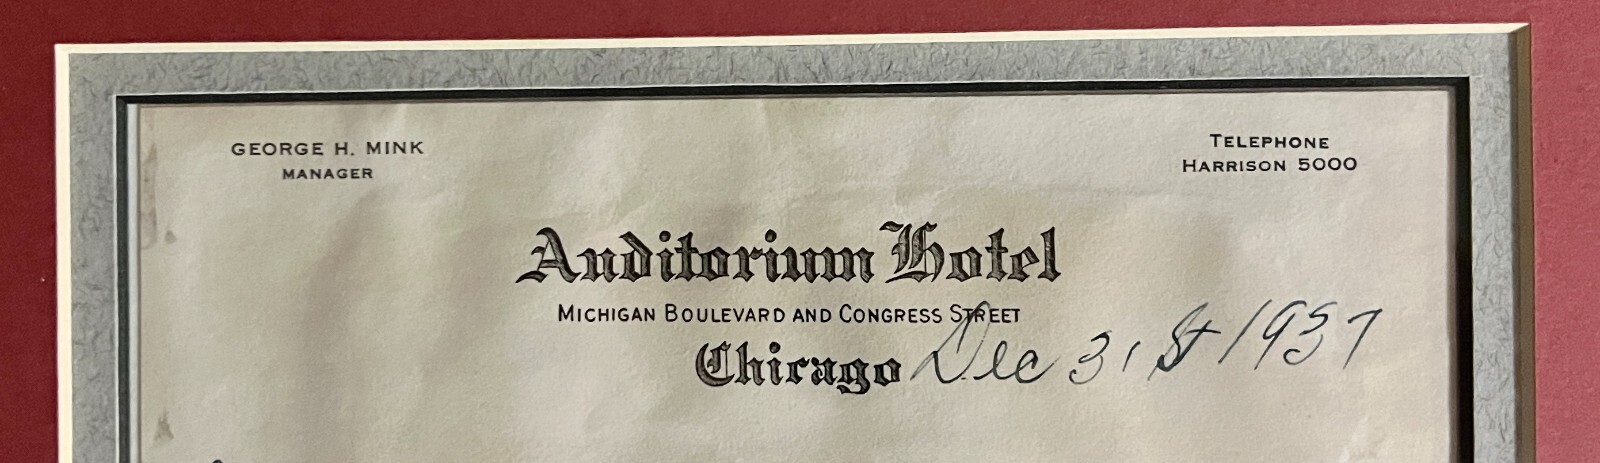 GEORGE H. MINK
MANAGER
TELEPHONE
HARRISON 5000
Auditorium Hotel
MICHIGAN BOULEVARD AND CONGRESS STREET
Chicago Dec 31st 1937